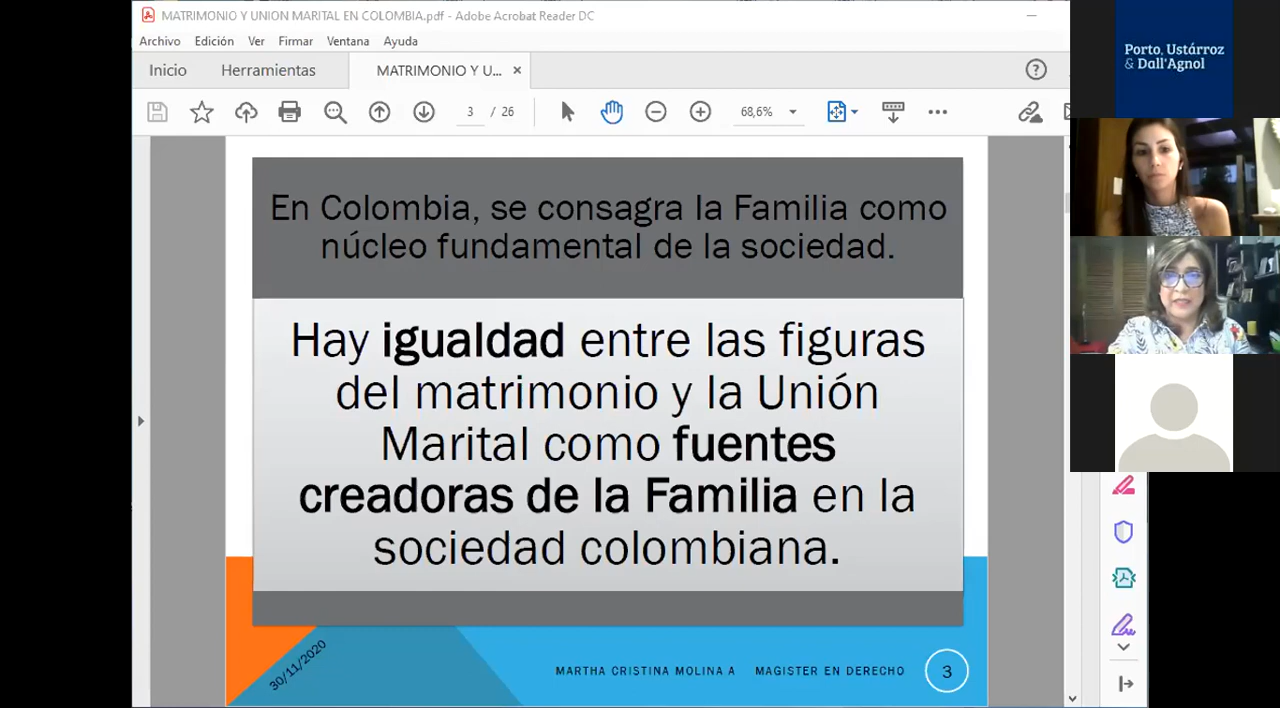 MATRIMONIO Y UNION MARITAL EN COLOMBIA.pdf - Adobe Acrobat Reader DC
Archivo Edición Ver Firmar Ventana Ayuda
Inicio Herramientas MATRIMONIO Y U... ×
3 / 26 68,6%
En Colombia, se consagra la Familia como
núcleo fundamental de la sociedad.
Hay igualdad entre las figuras
del matrimonio y la Unión
Marital como fuentes
creadoras de la Familia en la
sociedad colombiana.
30/11/2020
MARTHA CRISTINA MOLINA A MAGISTER EN DERECHO 3
Porto, Ustárroz
& Dall'Agnol